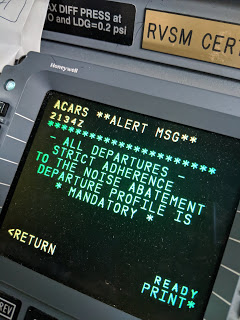 AX DIFF PRESS at
O and LDG=0.2 psi
RVSM CERT
Honeywell
ACARS **ALERT MSG**
2134Z
**********************
- ALL DEPARTURES -
STRICT ADHERENCE
TO THE NOISE ABATEMENT
DEPARTURE PROFILE IS
* MANDATORY *
<RETURN
READY
PRINT*
REV